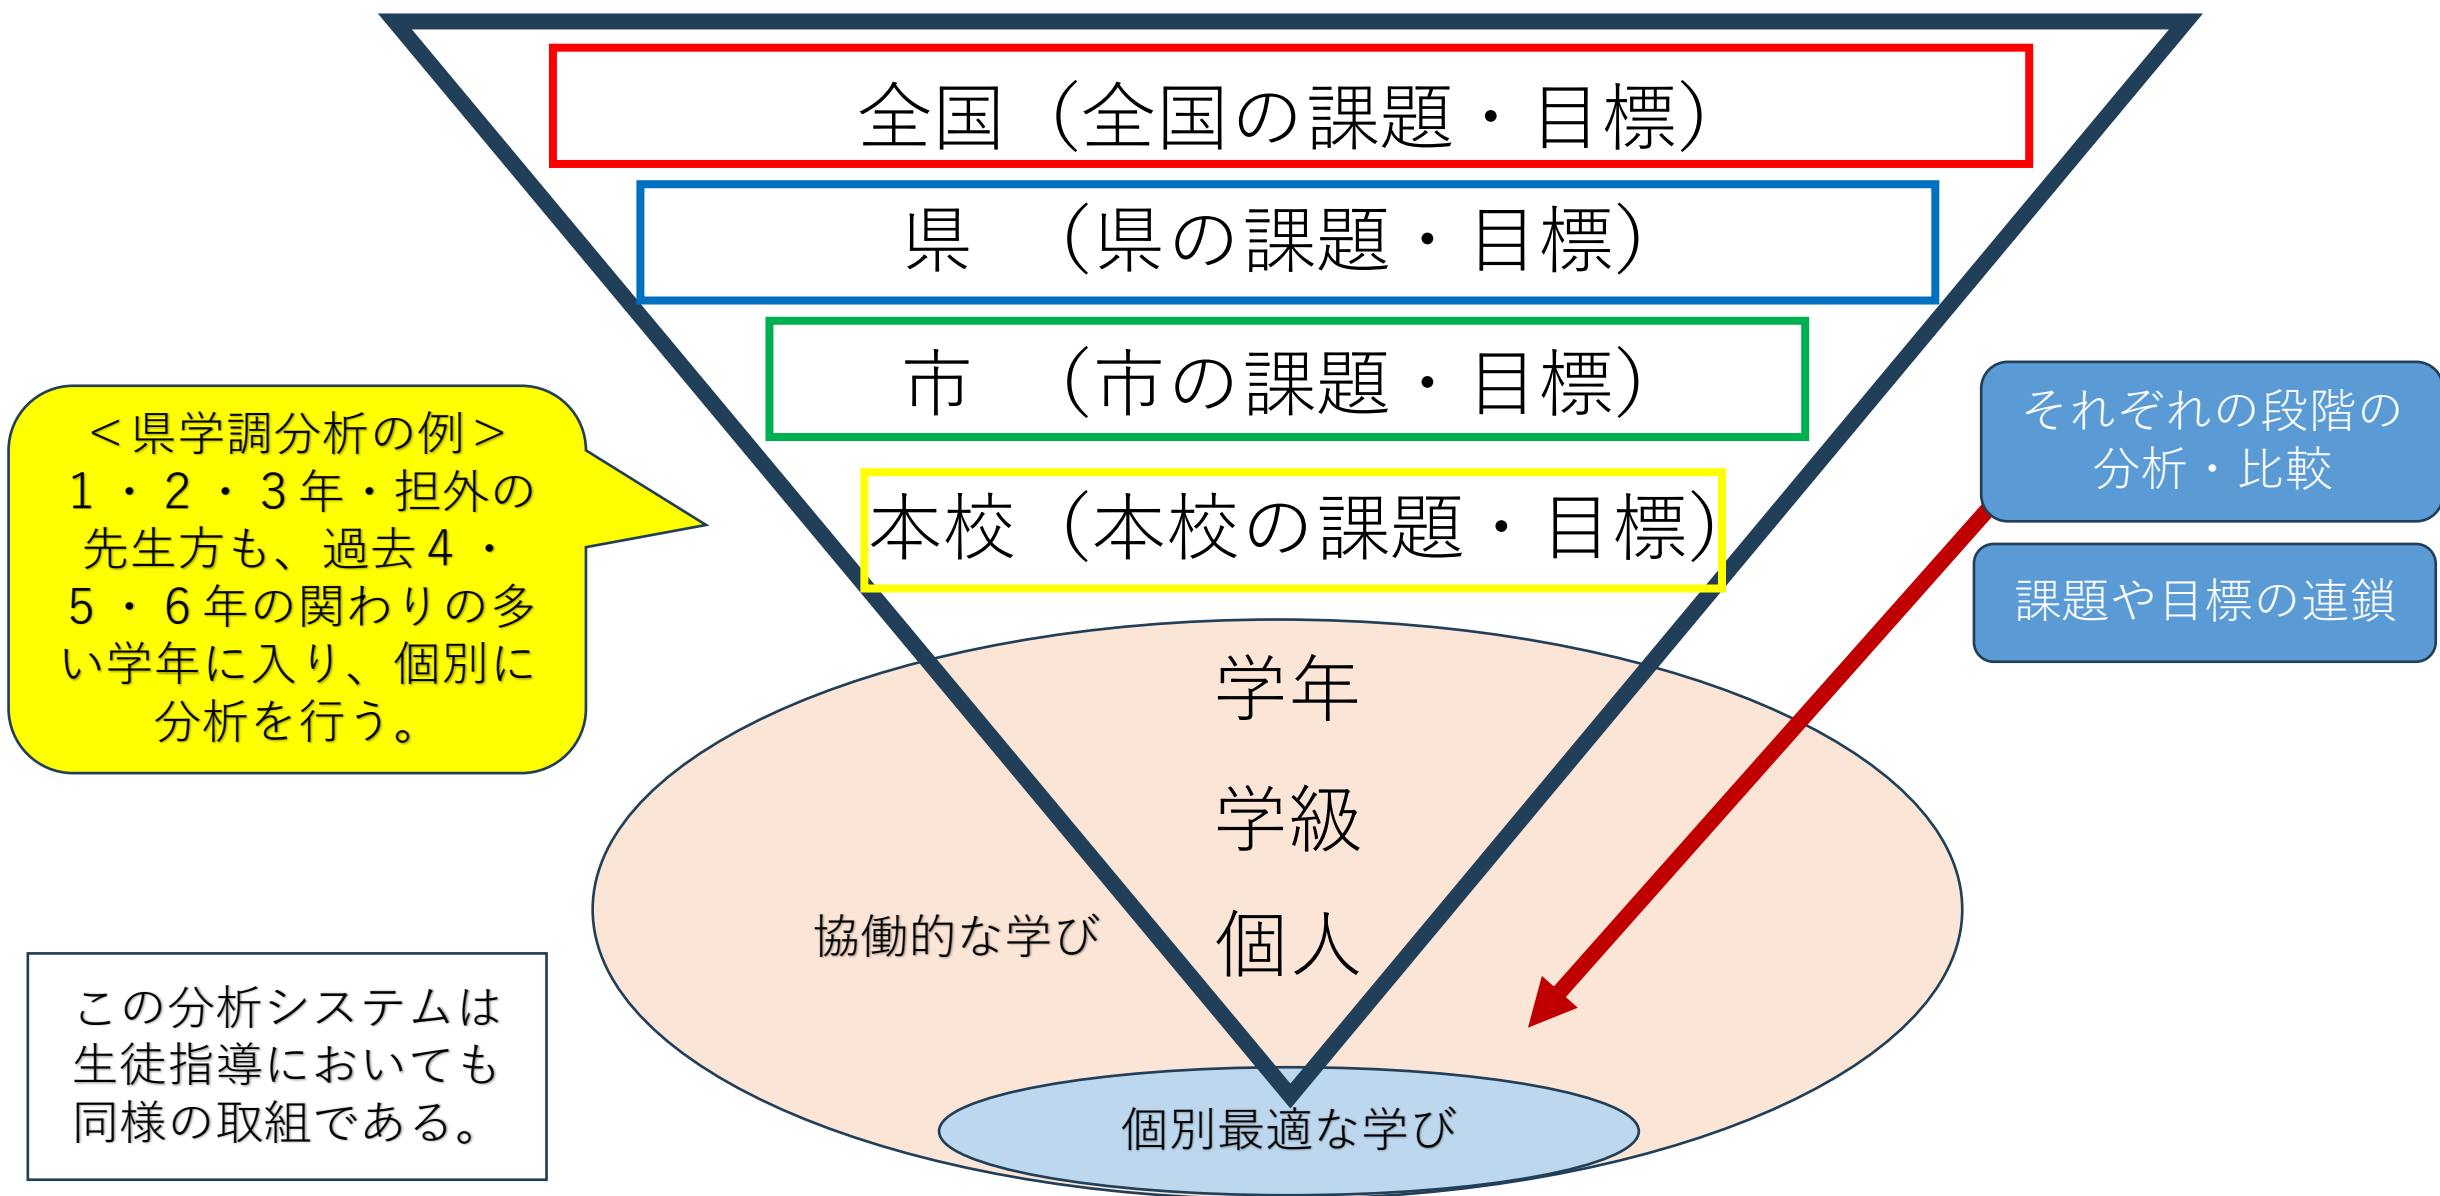 全国（全国の課題・目標）
県　（県の課題・目標）
市　（市の課題・目標）
本校（本校の課題・目標）
学年
学級
個人
協働的な学び
個別最適な学び
＜県学調分析の例＞
１・２・３年・担外の
先生方も、過去４・
５・６年の関わりの多
い学年に入り、個別に
分析を行う。
それぞれの段階の
分析・比較
課題や目標の連鎖
この分析システムは
生徒指導においても
同様の取組である。